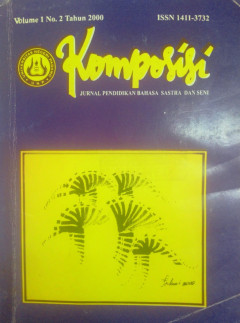 Volume 1 No. 2 Tahun 2000 ISSN 1411-3732
Komposisi
JURNAL PENDIDIKAN BAHASA SASTRA DAN SENI